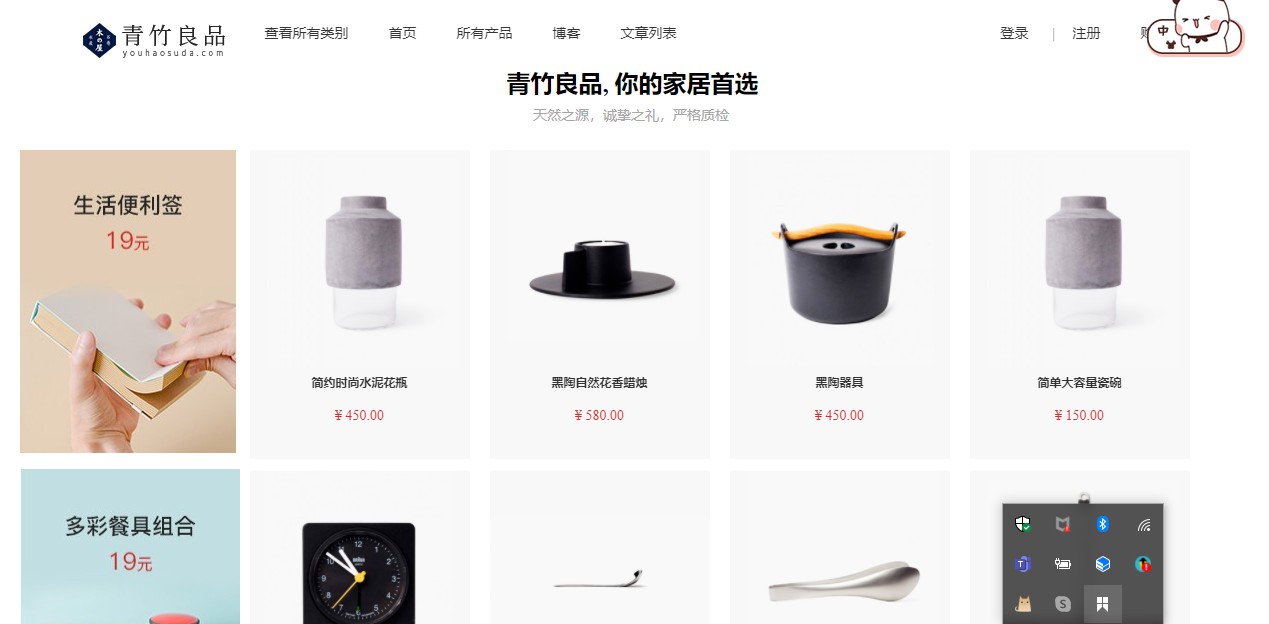 木の屋
青竹良品
youhaosuda.com
查看所有类别
首页
所有产品
博客
文章列表
登录
|
注册
中
青竹良品, 你的家居首选
天然之源，诚挚之礼，严格质检
生活便利签
19元
简约时尚水泥花瓶
¥ 450.00
黑陶自然花香蜡烛
¥ 580.00
黑陶器具
¥ 450.00
简单大容量瓷碗
¥ 150.00
多彩餐具组合
19元